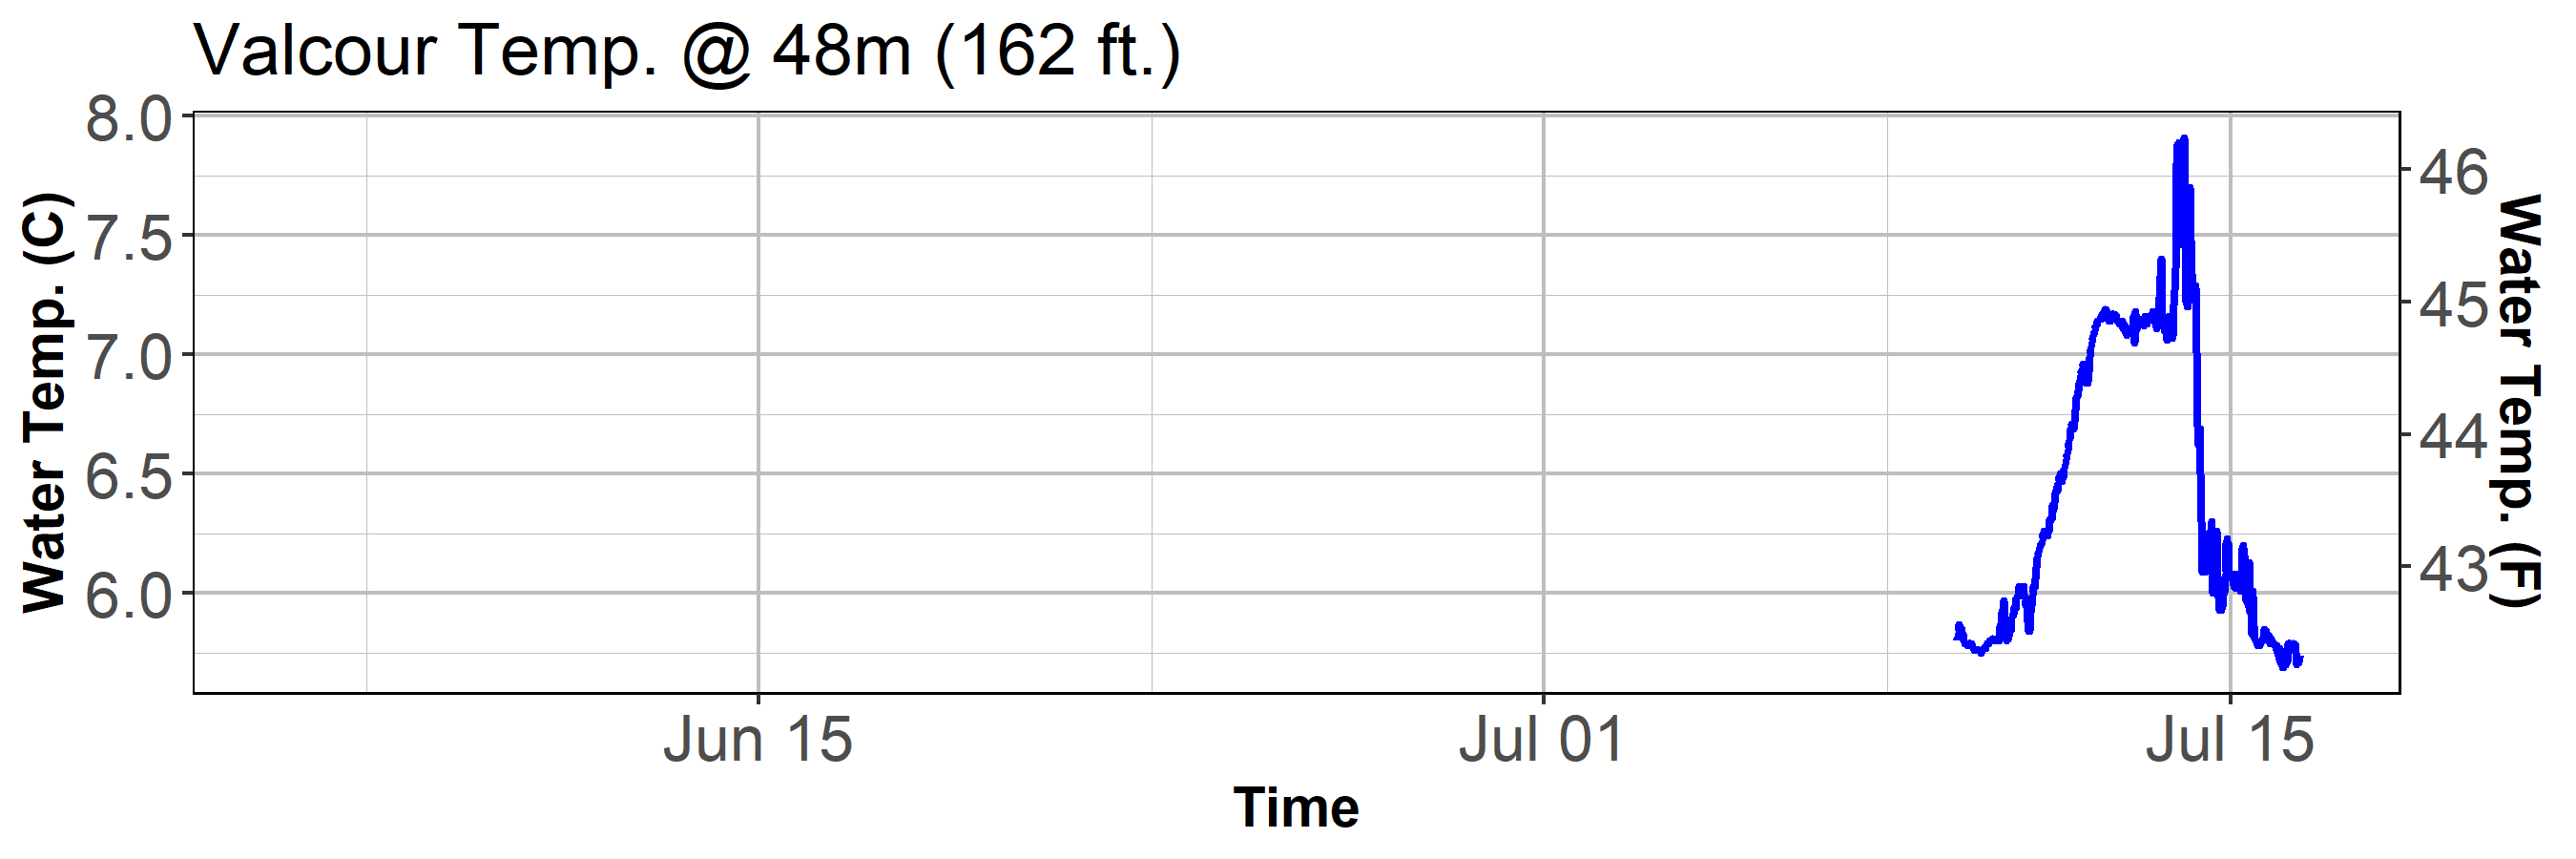 Valcour Temp. @ 48m (162 ft.)
Water Temp. (C)
8.0
7.5
7.0
6.5
6.0
46
45
44
43
Water Temp. (F)
Jun 15 Jul 01 Jul 15
Time